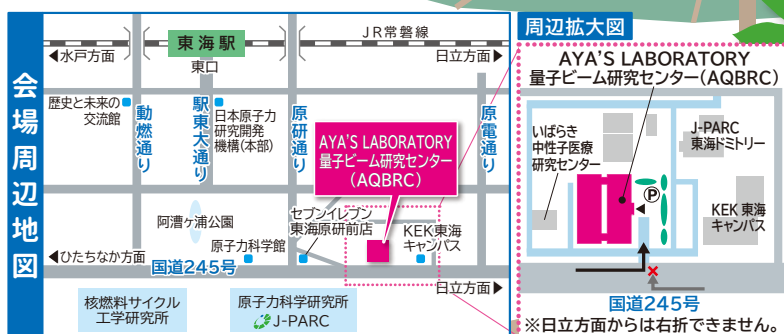 会場周辺地図
東海駅
東口
JR常磐線
◀水戸方面
日立方面▶
歴史と未来の
交流館
動燃通り
駅東大通り
日本原子力
研究開発
機構(本部)
原研通り
原電通り
AYA'S LABORATORY
量子ビーム研究センター
(AQBRC)
阿漕ヶ浦公園
原子力科学館
セブンイレブン
東海原研前店
KEK東海
キャンパス
◀ひたちなか方面
国道245号
日立方面▶
核燃料サイクル
工学研究所
原子力科学研究所
J-PARC
周辺拡大図
AYA'S LABORATORY
量子ビーム研究センター(AQBRC)
いばらき
中性子医療
研究センター
J-PARC
東海ドミトリー
P
KEK 東海
キャンパス
国道245号
※日立方面からは右折できません。